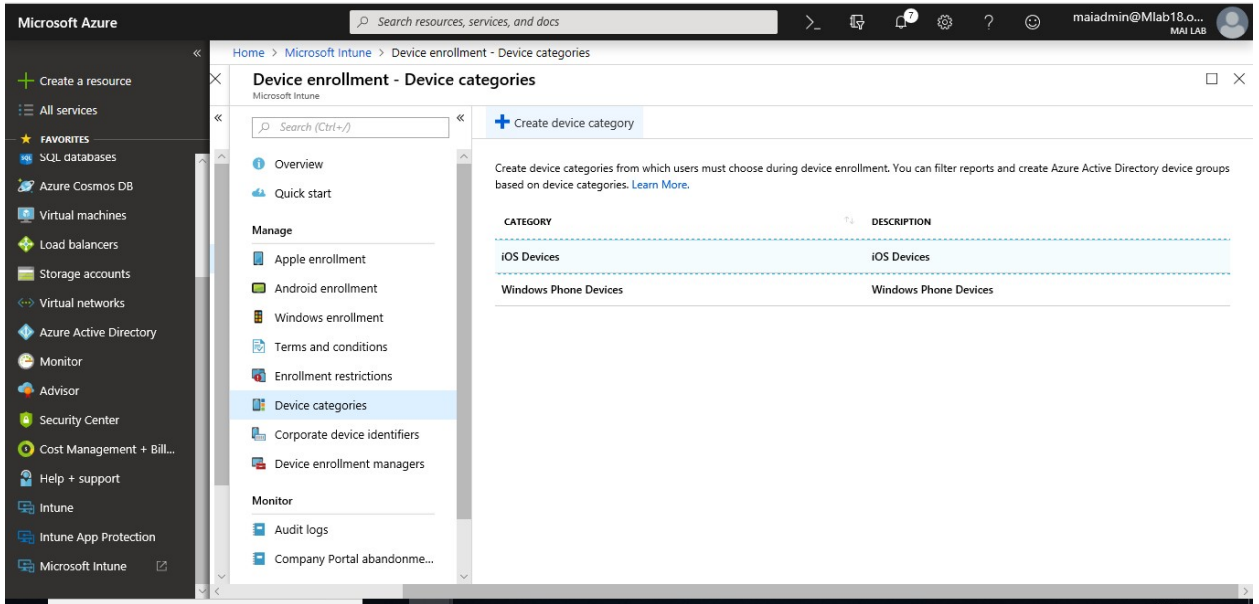 Microsoft Azure
Search resources, services, and docs
7
maiadmin@Mlab18.o...
MAI LAB
Create a resource
All services
FAVORITES
SQL databases
Azure Cosmos DB
Virtual machines
Load balancers
Storage accounts
Virtual networks
Azure Active Directory
Monitor
Advisor
Security Center
Cost Management + Bill...
Help + support
Intune
Intune App Protection
Microsoft Intune
Home > Microsoft Intune > Device enrollment - Device categories
Device enrollment - Device categories
Microsoft Intune
Search (Ctrl+/)
Overview
Quick start
Manage
Apple enrollment
Android enrollment
Windows enrollment
Terms and conditions
Enrollment restrictions
Device categories
Corporate device identifiers
Device enrollment managers
Monitor
Audit logs
Company Portal abandonme...
Create device category
Create device categories from which users must choose during device enrollment. You can filter reports and create Azure Active Directory device groups
based on device categories. Learn More.
CATEGORY DESCRIPTION
iOS Devices iOS Devices
Windows Phone Devices Windows Phone Devices